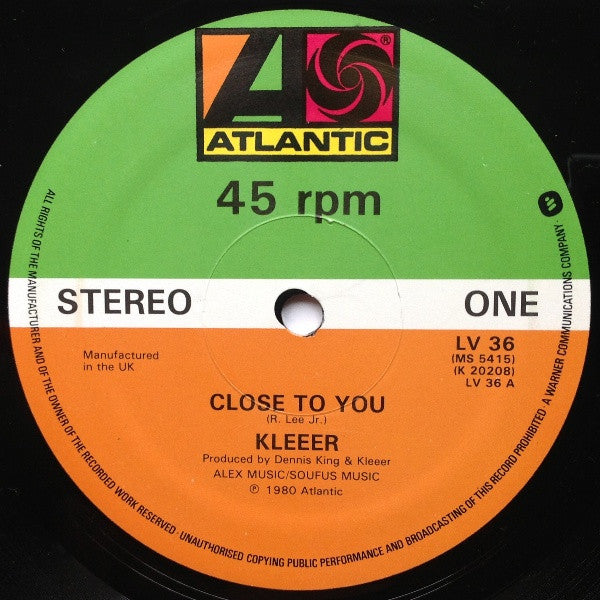 ATLANTIC
®
45 rpm
STEREO
ONE
Manufactured
in the UK
LV 36
(MS 5415)
(K 20208)
LV 36 A
CLOSE TO YOU
(R. Lee Jr.)
KLEEER
Produced by Dennis King & Kleeer
ALEX MUSIC/SOUFUS MUSIC
℗ 1980 Atlantic
ALL RIGHTS OF THE MANUFACTURER AND OF THE OWNER OF THE RECORDED WORK RESERVED · UNAUTHORISED COPYING PUBLIC PERFORMANCE AND BROADCASTING OF THIS RECORD PROHIBITED · A WARNER COMMUNICATIONS COMPANY ·